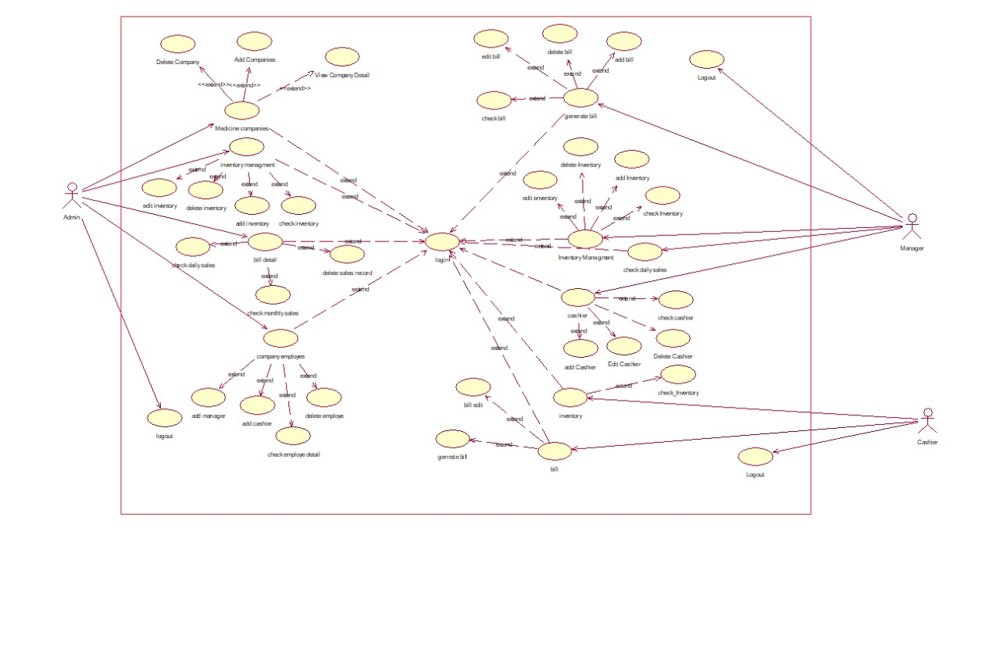 Delete Company
Add Companies
View Company Detail
<<extend>>
<<extend>>
<<extend>>
Medicine companies
inventory managment
extend
extend
extend
extend
edit inventory
delete inventory
add inventory
check inventory
Admin
extend
extend
extend
extend
check daily sales
bill detail
delete sales record
extend
check monthly sales
extend
company employes
extend
extend
extend
extend
add manager
add cashier
delete employe
check employe detail
logout
extend
login
edit bill
delete bill
add bill
extend
extend
extend
extend
check bill
generate bill
Logout
extend
delete Inventory
add Inventory
edit enventory
check Inventory
extend
extend
extend
extend
extend
extend
Inventory Managment
check daily sales
Manager
extend
cashier
check cashier
extend
extend
add Cashier
Edit Cashier
Delete Cashier
extend
extend
extend
check_Inventory
inventory
bill edit
extend
extend
genrate bill
bill
Cashier
Logout